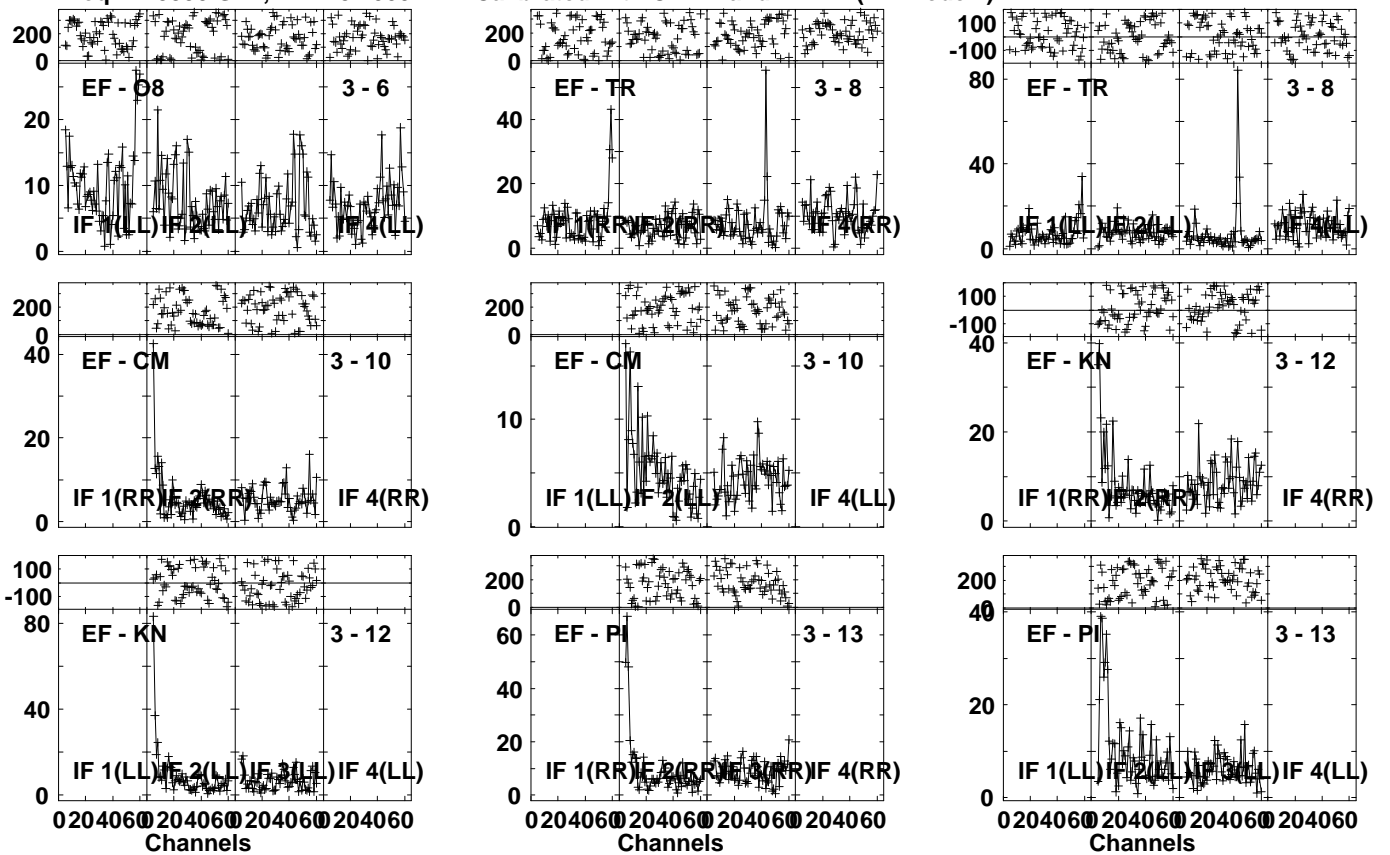 200
0
EF - O8
3 - 6
20
10
0
IF 1(LL)
IF 2(LL)
IF 4(LL)
200
0
EF - TR
3 - 8
40
20
0
IF 1(RR)
IF 2(RR)
IF 4(RR)
100
-100
EF - TR
3 - 8
80
40
0
IF 1(LL)
IF 2(LL)
IF 4(LL)
200
0
EF - CM
3 - 10
40
20
0
IF 1(RR)
IF 2(RR)
IF 4(RR)
200
0
EF - CM
3 - 10
10
0
IF 1(LL)
IF 2(LL)
IF 4(LL)
100
-100
EF - KN
3 - 12
40
20
0
IF 1(RR)
IF 2(RR)
IF 4(RR)
100
-100
EF - KN
3 - 12
80
40
0
IF 1(LL)
IF 2(LL)
IF 3(LL)
IF 4(LL)
0204060 0204060 0204060 0204060
Channels
200
0
EF - PI
3 - 13
60
40
20
0
IF 1(RR)
IF 2(RR)
IF 3(RR)
IF 4(RR)
0204060 0204060 0204060 0204060
Channels
200
0
EF - PI
3 - 13
40
20
0
IF 1(LL)
IF 2(LL)
IF 3(LL)
IF 4(LL)
0204060 0204060 0204060 0204060
Channels